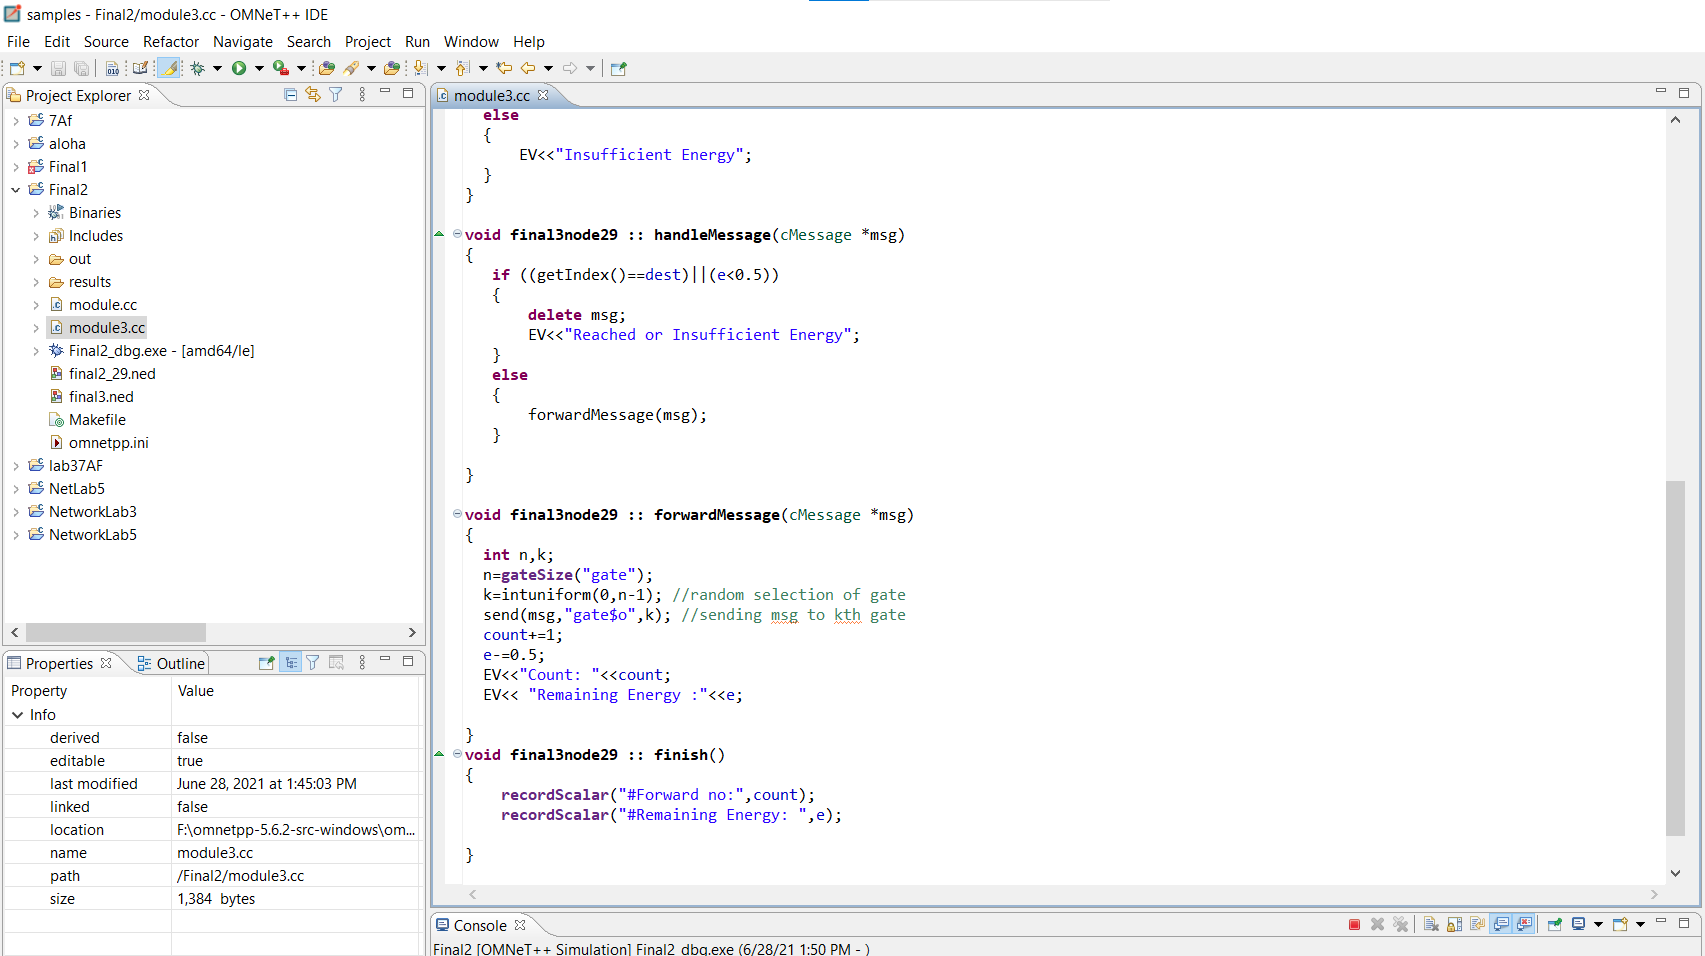 samples - Final2/module3.cc - OMNeT++ IDE
File Edit Source Refactor Navigate Search Project Run Window Help
Project Explorer
7Af
aloha
Final1
Final2
Binaries
Includes
out
results
module.cc
module3.cc
Final2_dbg.exe - [amd64/le]
final2_29.ned
final3.ned
Makefile
omnetpp.ini
lab37AF
NetLab5
NetworkLab3
NetworkLab5
Properties Outline
Property Value
Info
derived false
editable true
last modified June 28, 2021 at 1:45:03 PM
linked false
location F:\omnetpp-5.6.2-src-windows\om...
name module3.cc
path /Final2/module3.cc
size 1,384 bytes
module3.cc
else
{
EV<<"Insufficient Energy";
}
}
void final3node29 :: handleMessage(cMessage *msg)
{
if ((getIndex()==dest)||(e<0.5))
{
delete msg;
EV<<"Reached or Insufficient Energy";
}
else
{
forwardMessage(msg);
}
}
void final3node29 :: forwardMessage(cMessage *msg)
{
int n,k;
n=gateSize("gate");
k=intuniform(0,n-1); //random selection of gate
send(msg,"gate$o",k); //sending msg to kth gate
count+=1;
e-=0.5;
EV<<"Count: "<<count;
EV<< "Remaining Energy :"<<e;
}
void final3node29 :: finish()
{
recordScalar("#Forward no:",count);
recordScalar("#Remaining Energy: ",e);
}
Console
Final2 [OMNeT++ Simulation] Final2_dbg.exe (6/28/21 1:50 PM - )